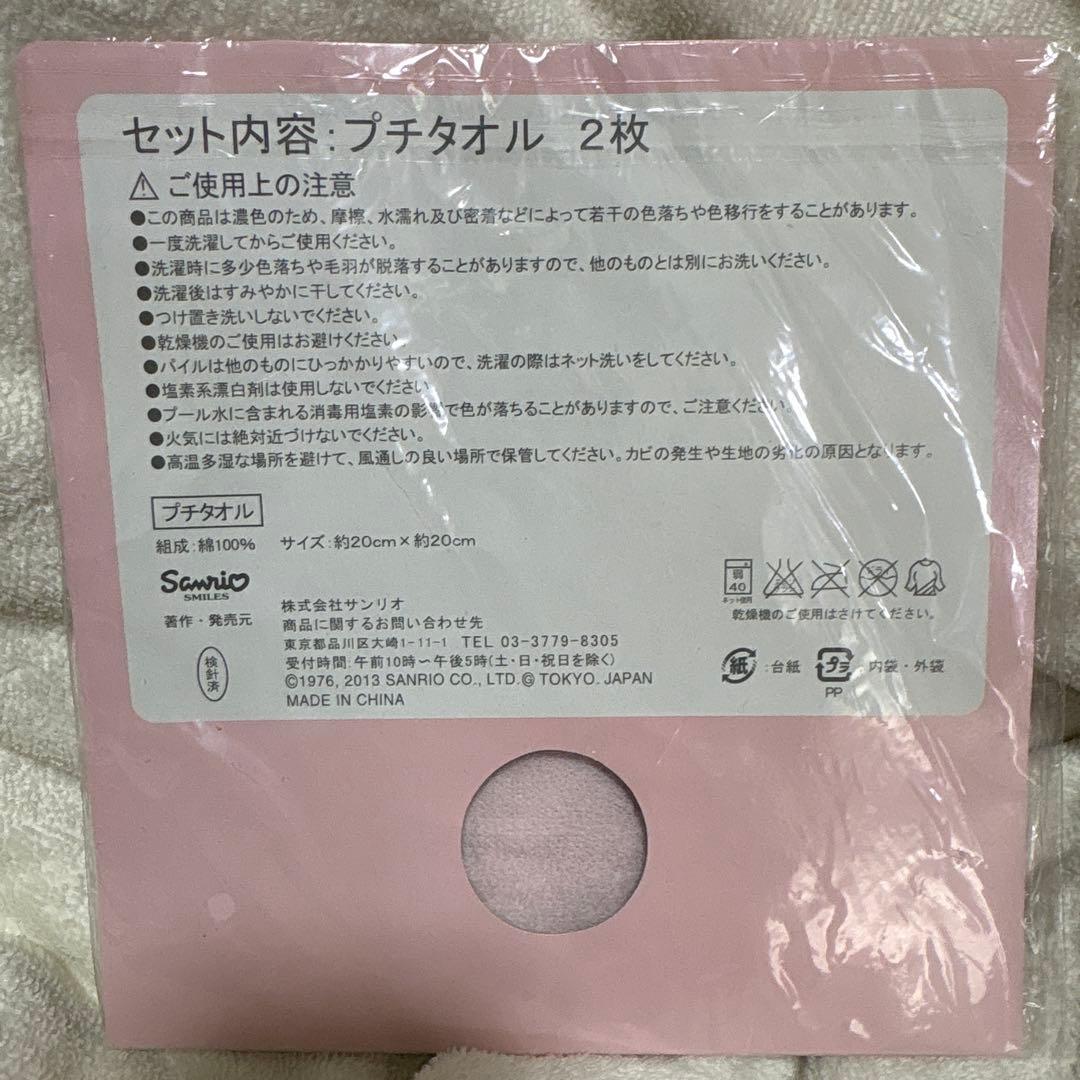 セット内容：プチタオル　2枚
⚠ご使用上の注意
●この商品は濃色のため、摩擦、水濡れ及び密着などによって若干の色落ちや色移行をすることがあります。
●一度洗濯してからご使用ください。
●洗濯時に多少色落ちや毛羽が脱落することがありますので、他のものとは別にお洗いください。
●洗濯後はすみやかに干してください。
●つけ置き洗いしないでください。
●乾燥機のご使用はお避けください。
●パイルは他のものにひっかかりやすいので、洗濯の際はネット洗いをしてください。
●塩素系漂白剤は使用しないでください
●プール水に含まれる消毒用塩素の影響で色が落ちることがありますので、ご注意ください。
●火気には絶対近づけないでください。
●高温多湿な場所を避けて、風通しの良い場所で保管してください。カビの発生や生地の劣化の原因となります。
プチタオル
組成：綿100%　サイズ：約20cm×約20cm
Sanrio
SMILES
著作・発売元
検針済
株式会社サンリオ
商品に関するお問い合わせ先
東京都品川区大崎1-11-1 TEL 03-3779-8305
受付時間：午前10時〜午後5時(土・日・祝日を除く)
©1976, 2013 SANRIO CO., LTD.Ⓖ TOKYO. JAPAN
MADE IN CHINA
弱
40
ネット使用
乾燥機のご使用はさけてください。
紙：台紙　プラ：内袋・外袋
PP